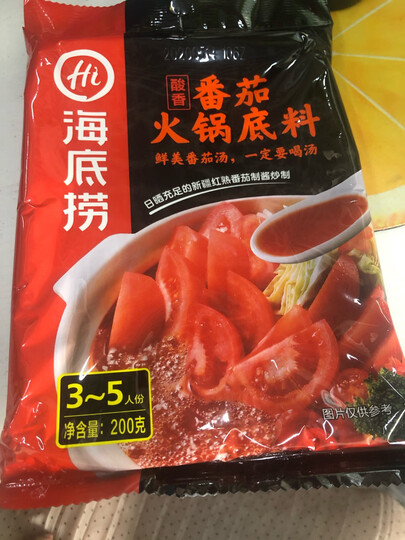 Hi
海底捞
酸香
番茄
火锅底料
鲜美番茄汤，一定要喝汤
日晒充足的新疆红熟番茄制酱炒制
3~5人份
净含量：200克
图片仅供参考